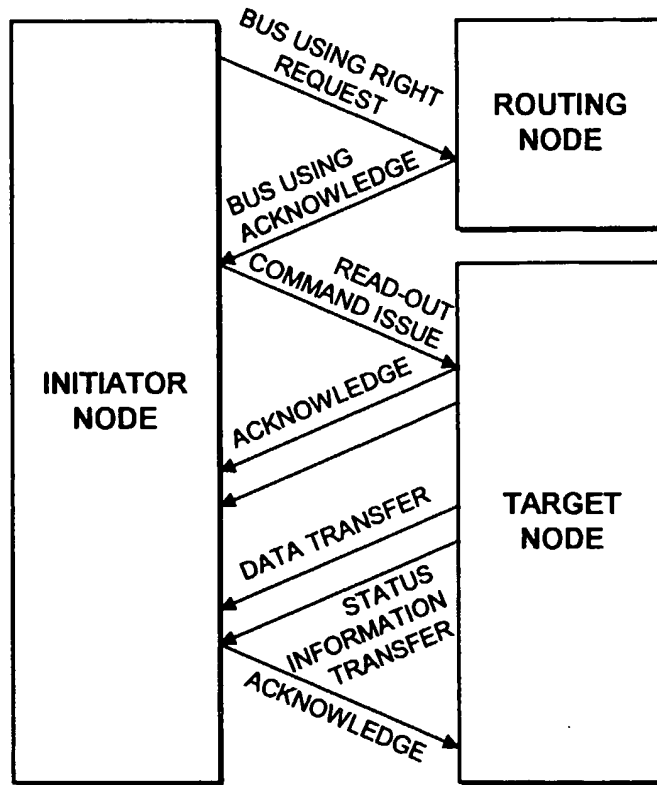 BUS USING RIGHT
REQUEST
ROUTING
NODE
BUS USING
ACKNOWLEDGE
READ-OUT
COMMAND ISSUE
INITIATOR
NODE
ACKNOWLEDGE
TARGET
NODE
DATA TRANSFER
STATUS
INFORMATION
TRANSFER
ACKNOWLEDGE